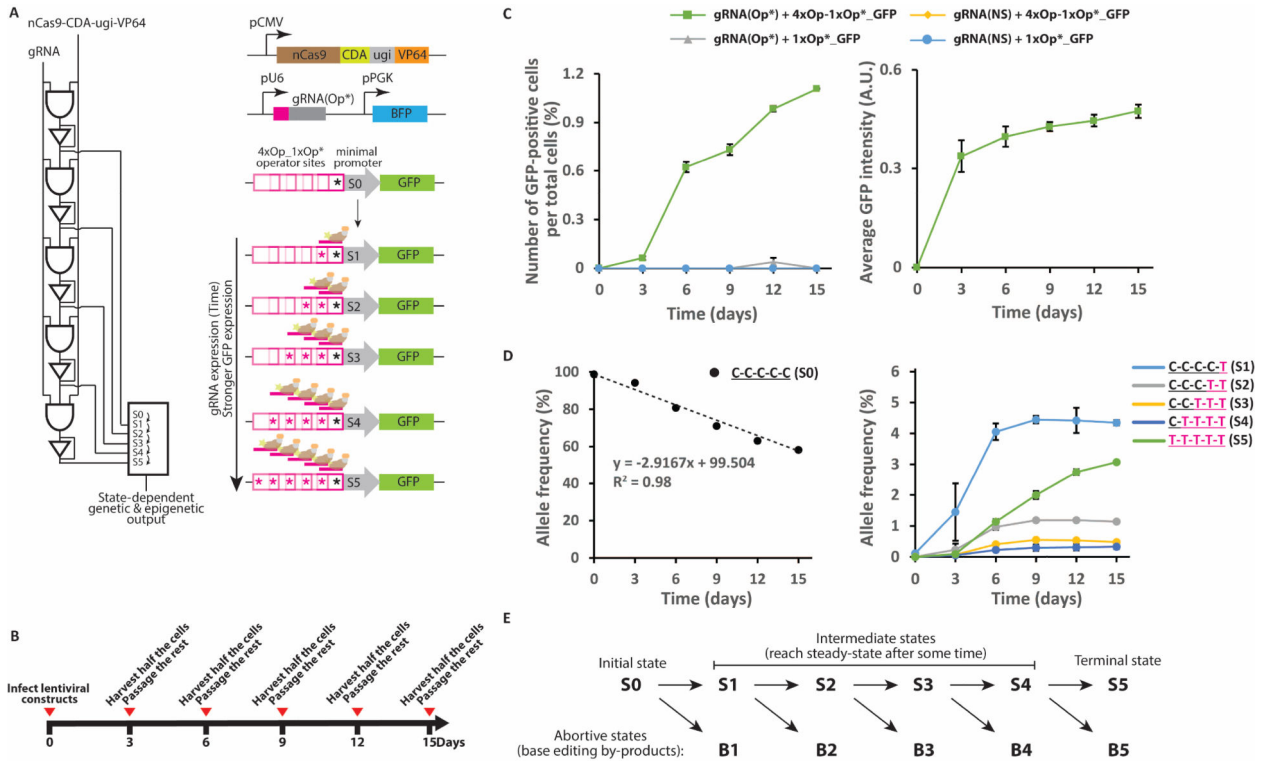 A
nCas9-CDA-ugi-VP64
gRNA
S0
S1
S2
S3
S4
S5
State-dependent
genetic & epigenetic
output
pCMV
nCas9 CDA ugi VP64
pU6 pPGK
gRNA(Op*)
BFP
4xOp_1xOp* minimal
operator sites promoter
* S0 GFP
* * S1 GFP
* * * S2 GFP
* * * * S3 GFP
* * * * * S4 GFP
* * * * * * S5 GFP
gRNA expression (Time)
Stronger GFP expression
B
Infect lentiviral
constructs
Harvest half the cells
Passage the rest
Harvest half the cells
Passage the rest
Harvest half the cells
Passage the rest
Harvest half the cells
Passage the rest
Harvest half the cells
Passage the rest
0 3 6 9 12 15Days
C
gRNA(Op*) + 4xOp-1xOp*_GFP
gRNA(NS) + 4xOp-1xOp*_GFP
gRNA(Op*) + 1xOp*_GFP
gRNA(NS) + 1xOp*_GFP
Number of GFP-positive cells
per total cells (%)
1.2
0.9
0.6
0.3
0
0 3 6 9 12 15
Time (days)
Average GFP intensity (A.U.)
0.6
0.3
0.0
0 3 6 9 12 15
Time (days)
D
Allele frequency (%)
100
80
60
40
20
0
C-C-C-C-C (S0)
y = -2.9167x + 99.504
R² = 0.98
0 3 6 9 12 15
Time (days)
Allele frequency (%)
6
5
4
3
2
1
0
0 3 6 9 12 15
Time (days)
C-C-C-C-T (S1)
C-C-C-T-T (S2)
C-C-T-T-T (S3)
C-T-T-T-T (S4)
T-T-T-T-T (S5)
E
Intermediate states
(reach steady-state after some time)
Initial state
Terminal state
S0 S1 S2 S3 S4 S5
Abortive states
(base editing by-products):
B1 B2 B3 B4 B5